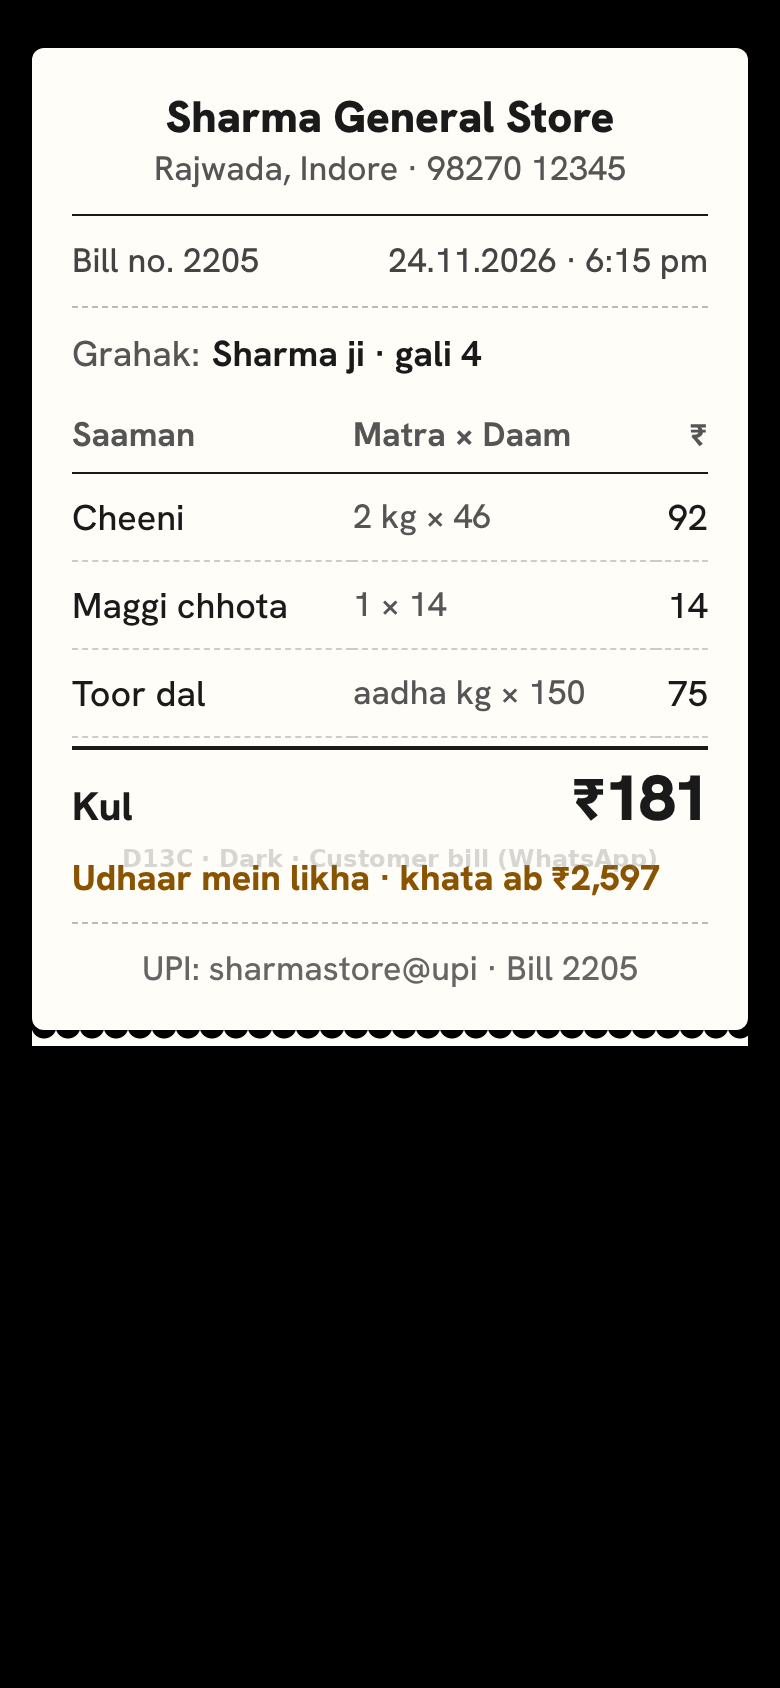 Sharma General Store
Rajwada, Indore · 98270 12345
Bill no. 2205 24.11.2026 · 6:15 pm
Grahak: Sharma ji · gali 4
Saaman Matra × Daam ₹
Cheeni 2 kg × 46 92
Maggi chhota 1 × 14 14
Toor dal aadha kg × 150 75
Kul ₹181
D13C · Dark · Customer bill (WhatsApp)
Udhaar mein likha · khata ab ₹2,597
UPI: sharmastore@upi · Bill 2205